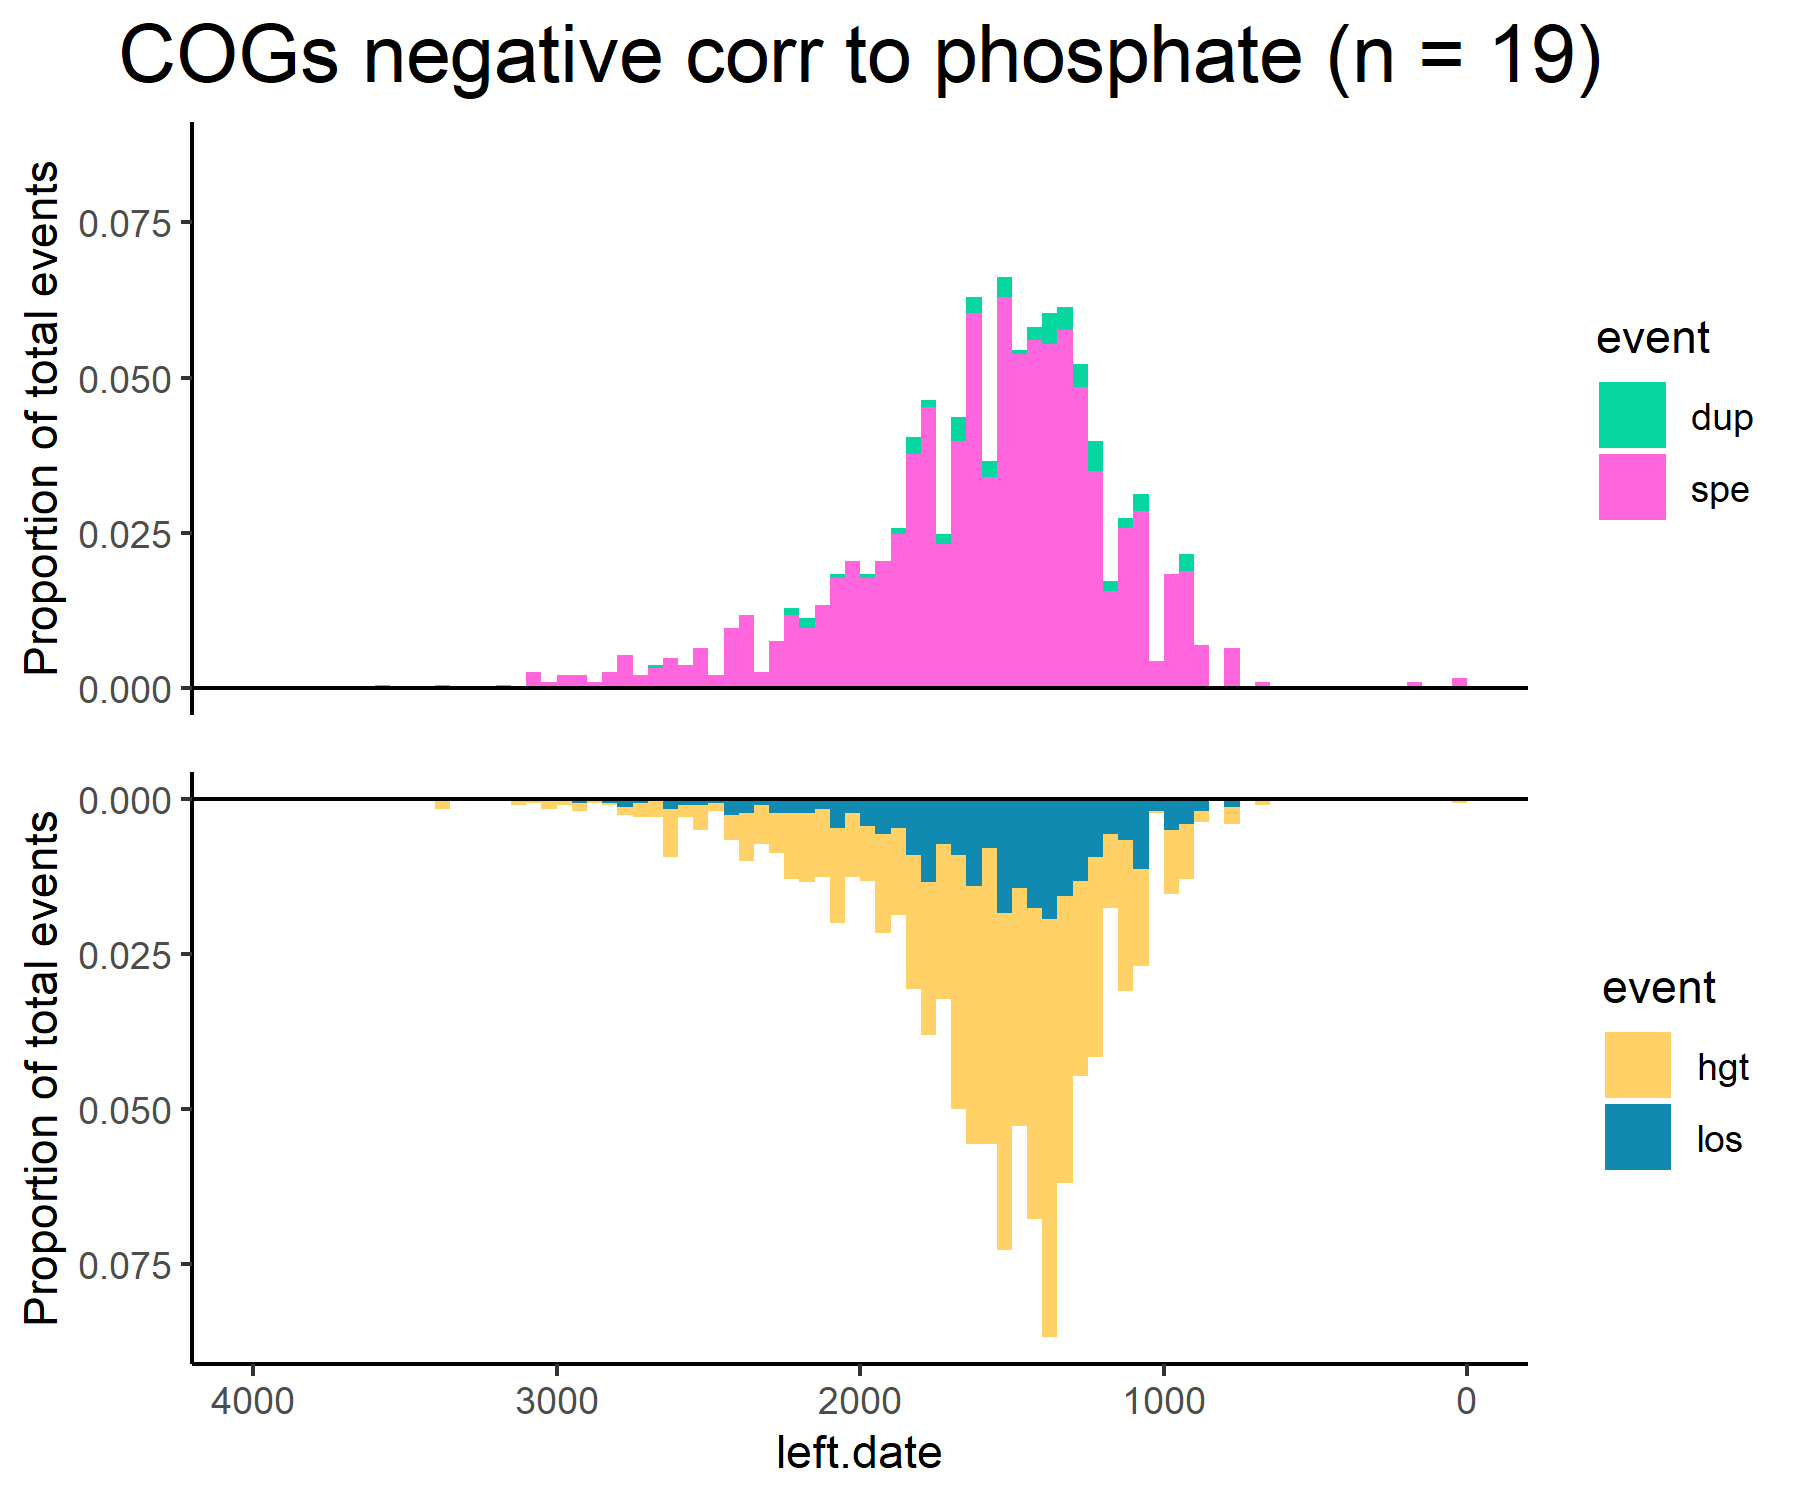 COGs negative corr to phosphate (n = 19)
Proportion of total events
0.075
0.050
0.025
0.000
event
dup
spe
Proportion of total events
0.000
0.025
0.050
0.075
event
hgt
los
4000 3000 2000 1000 0
left.date